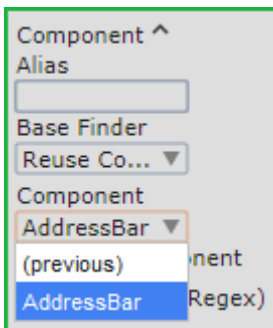 Component ^
Alias
Base Finder
Reuse Co... ▼
Component
AddressBar ▼
(previous)
nent
AddressBar
Regex)